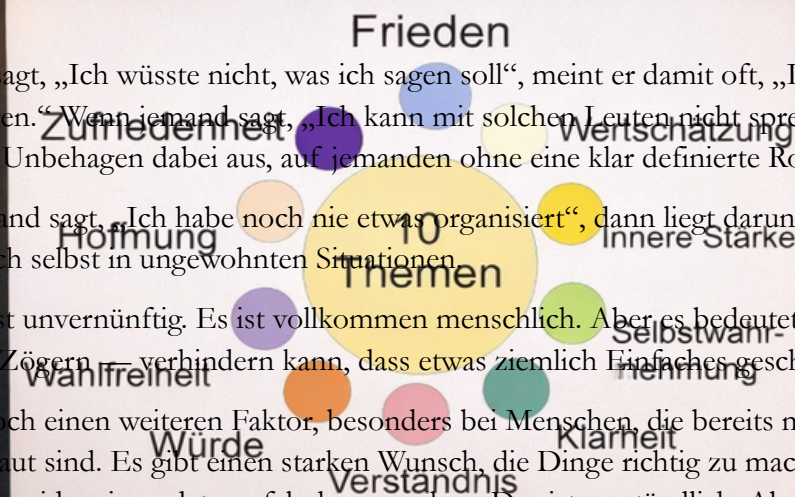 Frieden
sagt, „Ich wüsste nicht, was ich sagen soll“, meint er damit oft, „I
en.“ Wenn jemand sagt, „Ich kann mit solchen Leuten nicht spre
Zufriedenheit
Wertschätzung
Unbehagen dabei aus, auf jemanden ohne eine klar definierte Ro
and sagt, „Ich habe noch nie etwas organisiert“, dann liegt darun
Hoffnung
10
Themen
Innere Stärke
ch selbst in ungewohnten Situationen.
st unvernünftig. Es ist vollkommen menschlich. Aber es bedeutet
Selbstwahr-
nehmung
Zögern — verhindern kann, dass etwas ziemlich Einfaches gesch
Wahlfreiheit
och einen weiteren Faktor, besonders bei Menschen, die bereits
Würde
Klarheit
aut sind. Es gibt einen starken Wunsch, die Dinge richtig zu mac
Verständnis